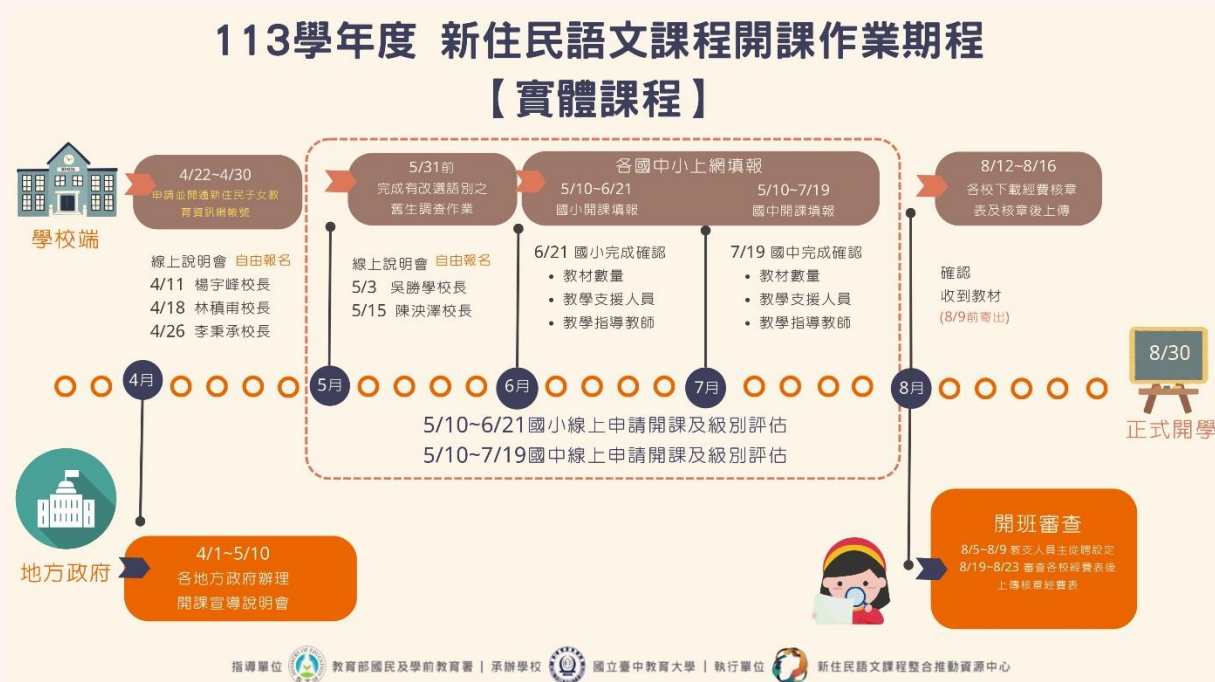 113學年度 新住民語文課程開課作業期程
【實體課程】
學校端
4/22~4/30
申請並開通新住民子女教
育資訊網帳號
5/31前
完成有改選語別之
舊生調查作業
各國中小上網填報
5/10~6/21
國小開課填報
5/10~7/19
國中開課填報
8/12~8/16
各校下載經費核章
表及核章後上傳
線上說明會 自由報名
4/11 楊宇峰校長
4/18 林積甫校長
4/26 李秉承校長
線上說明會 自由報名
5/3 吳勝學校長
5/15 陳泱澤校長
6/21 國小完成確認
• 教材數量
• 教學支援人員
• 教學指導教師
7/19 國中完成確認
• 教材數量
• 教學支援人員
• 教學指導教師
確認
收到教材
(8/9前寄出)
4月
5月
6月
7月
8月
8/30
正式開學
5/10~6/21國小線上申請開課及級別評估
5/10~7/19國中線上申請開課及級別評估
地方政府
4/1~5/10
各地方政府辦理
開課宣導說明會
開班審查
8/5~8/9 教支人員主從聘設定
8/19~8/23 審查各校經費表後
上傳核章經費表
指導單位 教育部國民及學前教育署 | 承辦學校 國立臺中教育大學 | 執行單位 新住民語文課程整合推動資源中心